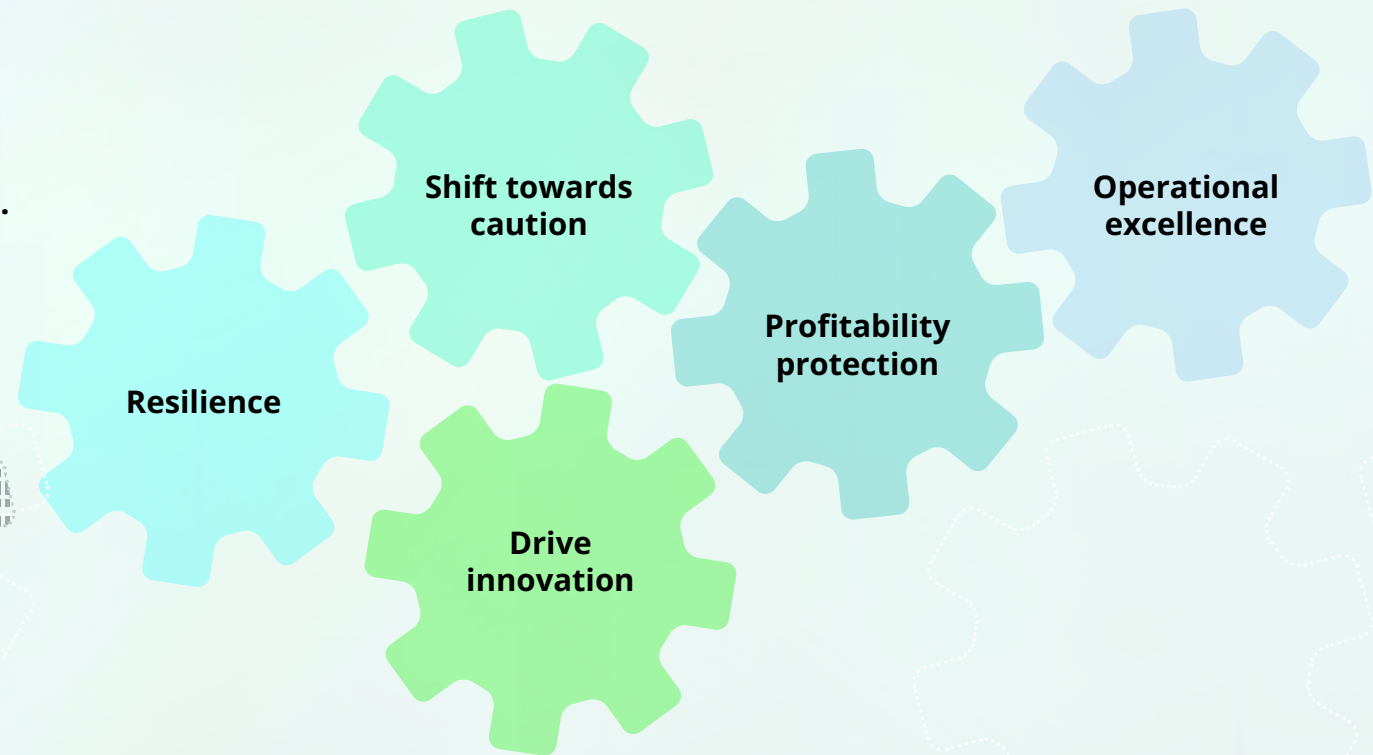 Shift towards
caution
Operational
excellence
.
Profitability
protection
Resilience
Drive
innovation